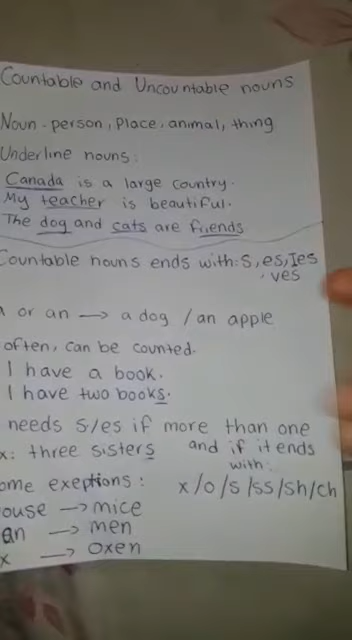 Countable and Uncountable nouns
Noun - person, Place, animal, thing
Underline nouns:
Canada is a large country.
My teacher is beautiful.
The dog and cats are friends
Countable nouns ends with: S, es, Ies
, ves
or an → a dog / an apple
often, can be counted.
I have a book.
I have two books.
needs S/es if more than one
x: three sisters and if it ends
with:
ome exeptions: x/o/s/ss/sh/ch
ouse → mice
an → men
x → oxen